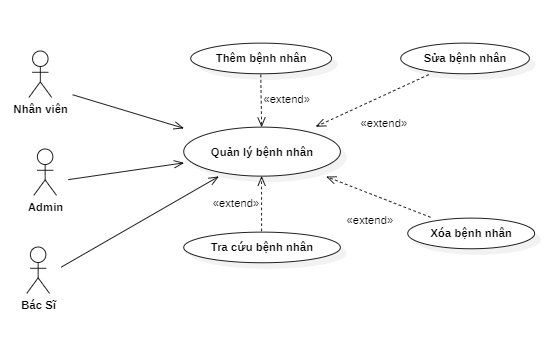 Thêm bệnh nhân
Sửa bệnh nhân
Nhân viên
«extend»
«extend»
Quản lý bệnh nhân
Admin
«extend»
«extend»
Tra cứu bệnh nhân
Xóa bệnh nhân
Bác Sĩ